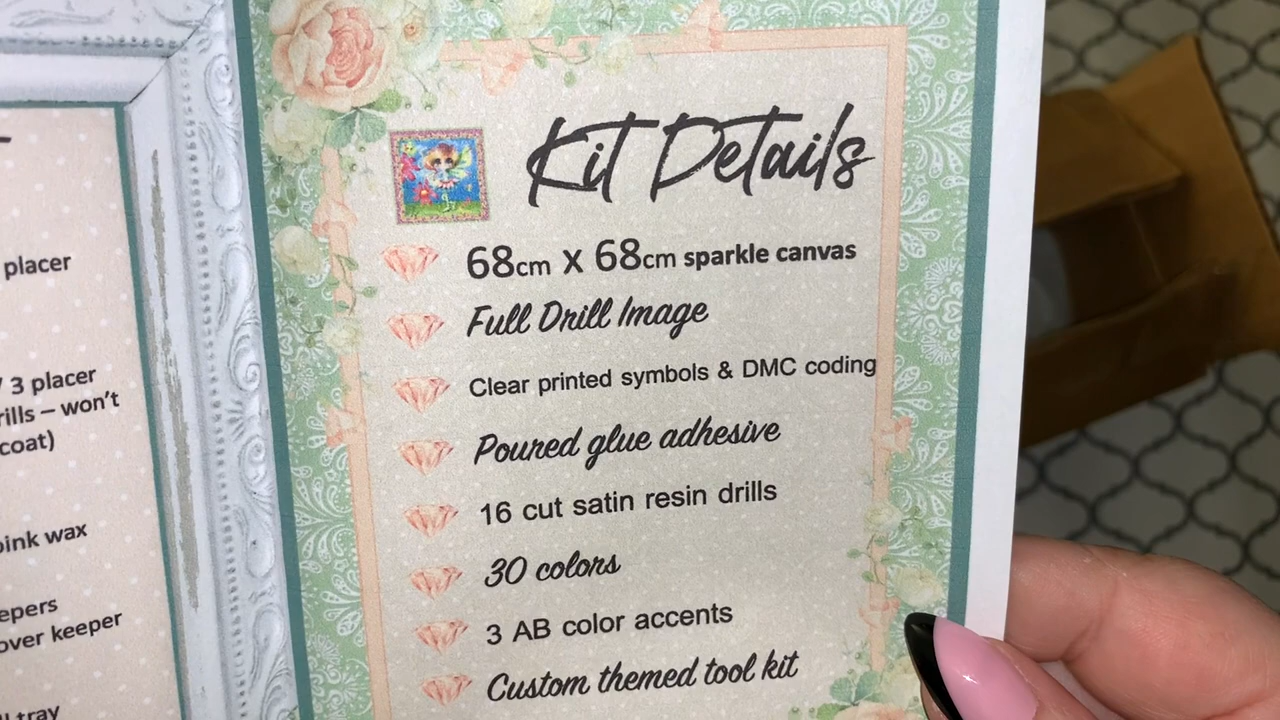 placer
/ 3 placer
rills – won't
coat)
pink wax
eepers
over keeper
tray
Kit Details
68cm x 68cm sparkle canvas
Full Drill Image
Clear printed symbols & DMC coding
Poured glue adhesive
16 cut satin resin drills
30 colors
3 AB color accents
Custom themed tool kit